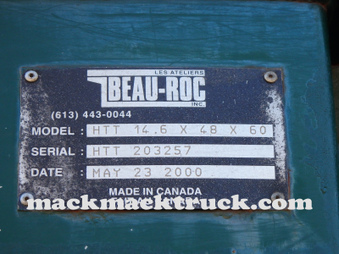 LES ATELIERS
BEAU-ROC
INC
(613) 443-0044
MODEL : HTT 14.6 X 48 X 60
SERIAL : HTT 203257
DATE : MAY 23 2000
MADE IN CANADA
mackmacktruck.com